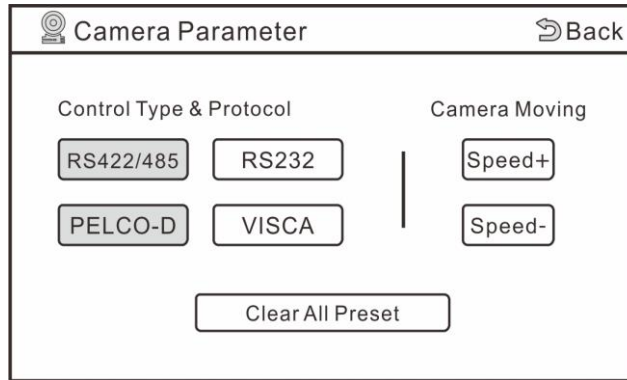 Camera Parameter Back
Control Type & Protocol Camera Moving
RS422/485 RS232 Speed+
PELCO-D VISCA Speed-
Clear All Preset